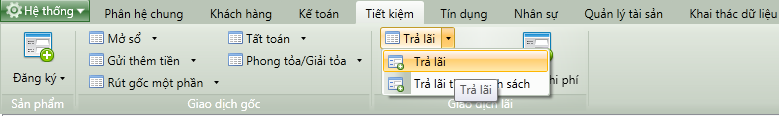 Hệ thống Phân hệ chung Khách hàng Kế toán Tiết kiệm Tín dụng Nhân sự Quản lý tài sản Khai thác dữ liệu
Mở sổ Tất toán Trả lãi
Gửi thêm tiền Phong tỏa/Giải tỏa Trả lãi
Đăng ký Rút gốc một phần Trả lãi sách phí
Trả lãi
Sản phẩm Giao dịch gốc Giao dịch lãi